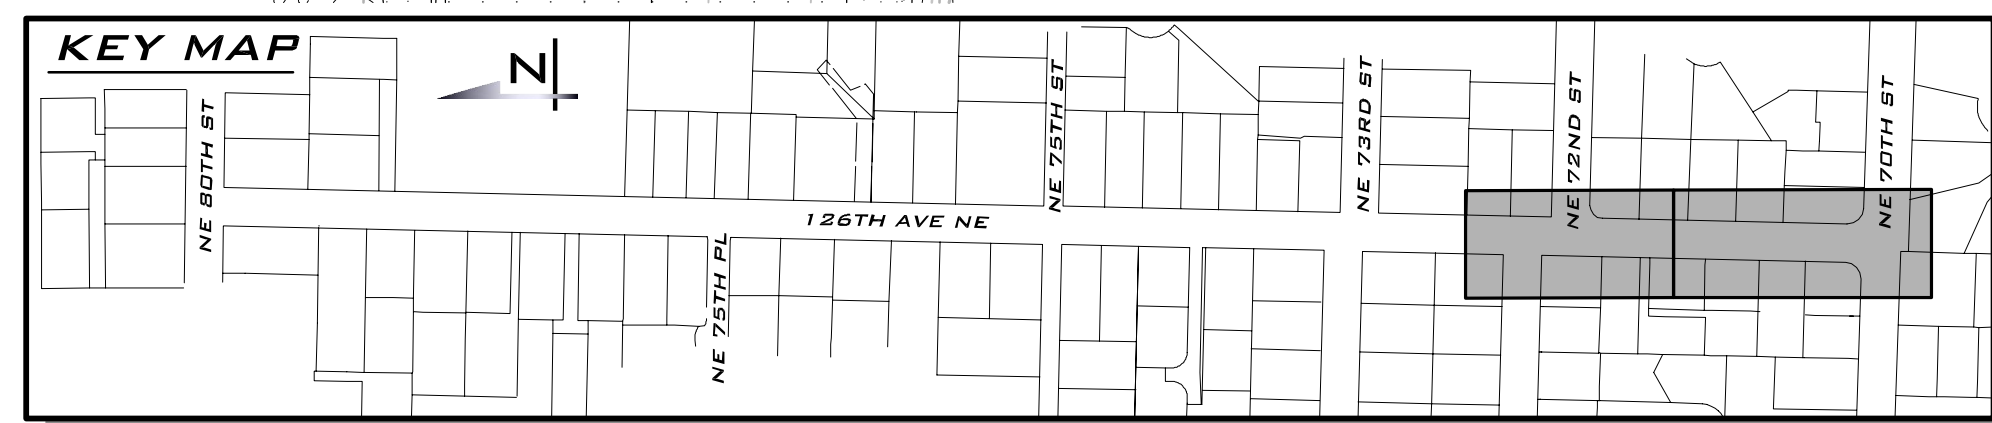 KEY MAP
N
NE 80TH ST
NE 75TH ST
NE 73RD ST
NE 72ND ST
NE 70TH ST
126TH AVE NE
NE 75TH PL